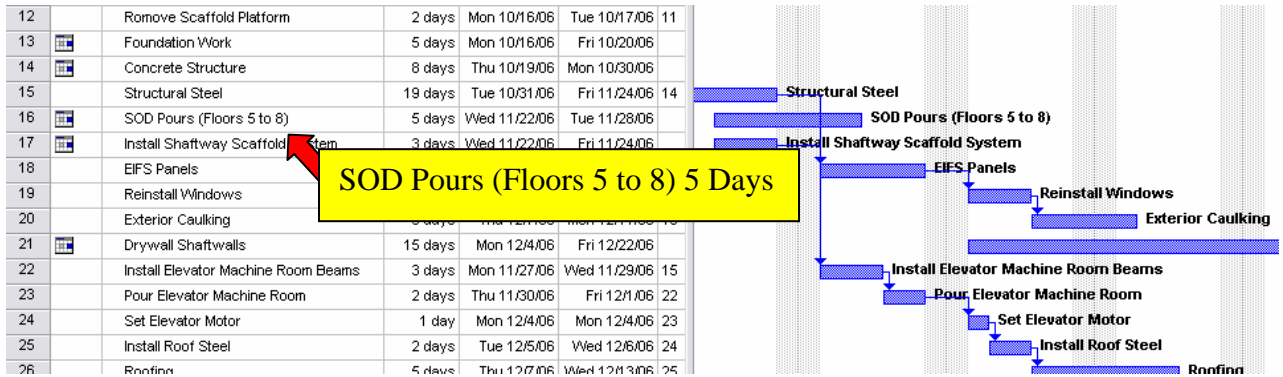 12 Romove Scaffold Platform 2 days Mon 10/16/06 Tue 10/17/06 11
13 Foundation Work 5 days Mon 10/16/06 Fri 10/20/06
14 Concrete Structure 8 days Thu 10/19/06 Mon 10/30/06
15 Structural Steel 19 days Tue 10/31/06 Fri 11/24/06 14 Structural Steel
16 SOD Pours (Floors 5 to 8) 5 days Wed 11/22/06 Tue 11/28/06 SOD Pours (Floors 5 to 8)
17 Install Shaftway Scaffold 3 days Wed 11/22/06 Fri 11/24/06 Install Shaftway Scaffold System
18 EIFS Panels EIFS Panels
SOD Pours (Floors 5 to 8) 5 Days
19 Reinstall Windows Reinstall Windows
20 Exterior Caulking Exterior Caulking
21 Drywall Shaftwalls 15 days Mon 12/4/06 Fri 12/22/06
22 Install Elevator Machine Room Beams 3 days Mon 11/27/06 Wed 11/29/06 15 Install Elevator Machine Room Beams
23 Pour Elevator Machine Room 2 days Thu 11/30/06 Fri 12/1/06 22 Pour Elevator Machine Room
24 Set Elevator Motor 1 day Mon 12/4/06 Mon 12/4/06 23 Set Elevator Motor
25 Install Roof Steel 2 days Tue 12/5/06 Wed 12/6/06 24 Install Roof Steel
26 Roofing 5 days Thu 12/7/06 Wed 12/13/06 25 Roofing